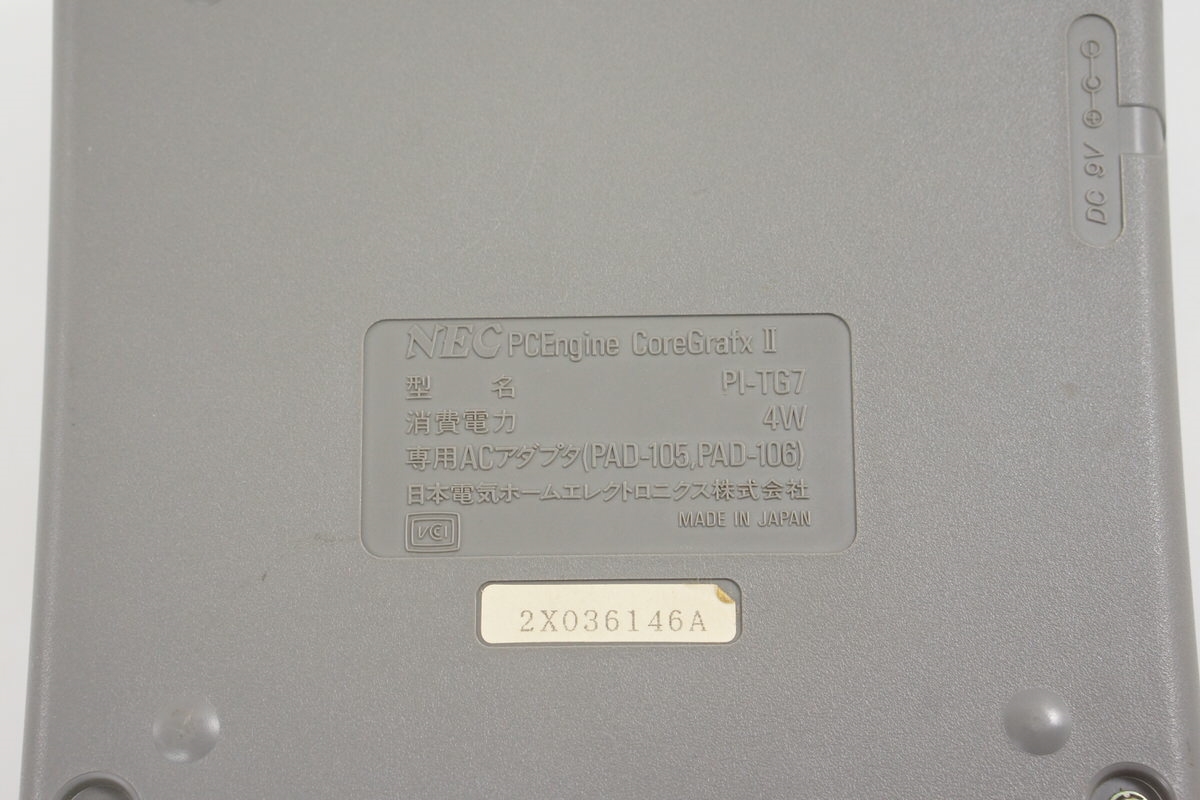 DC 9V ⊕-C-⊖
NEC PCEngine CoreGrafx II
型 名 PI-TG7
消費電力 4W
専用ACアダプタ(PAD-105,PAD-106)
日本電気ホームエレクトロニクス株式会社
VCCI MADE IN JAPAN
2X036146A